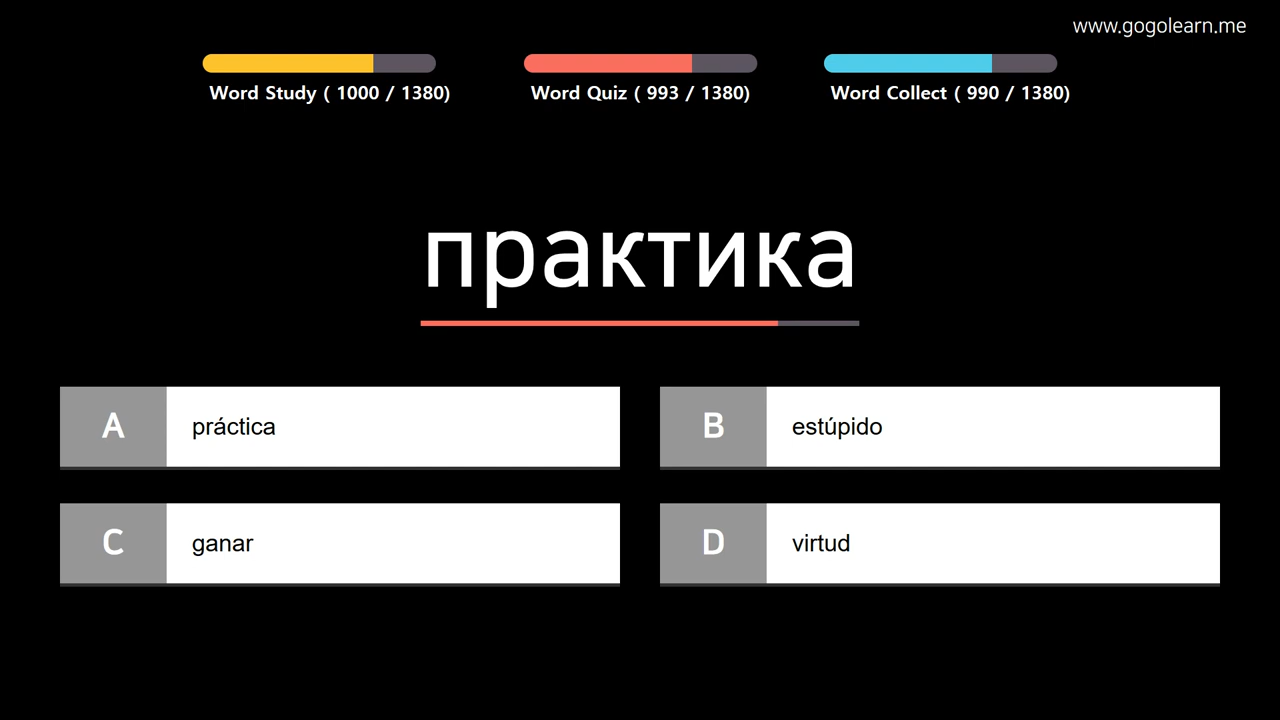 www.gogolearn.me
Word Study ( 1000 / 1380)
Word Quiz ( 993 / 1380)
Word Collect ( 990 / 1380)
практика
A práctica
B estúpido
C ganar
D virtud